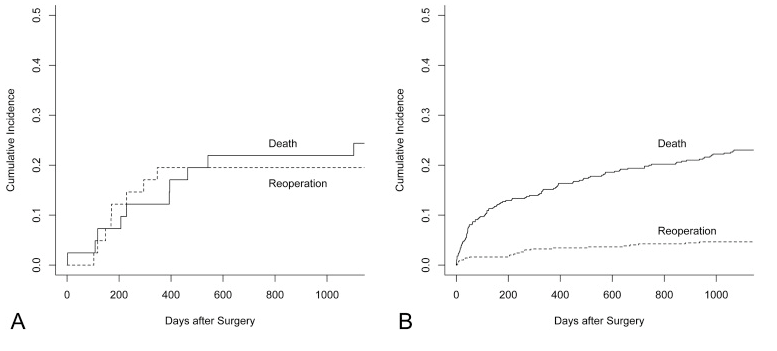 0.5
0.4
0.3
0.2
0.1
0.0
Cumulative Incidence
Death
Reoperation
0 200 400 600 800 1000
Days after Surgery
A
0.5
0.4
0.3
0.2
0.1
0.0
Cumulative Incidence
Death
Reoperation
0 200 400 600 800 1000
Days after Surgery
B